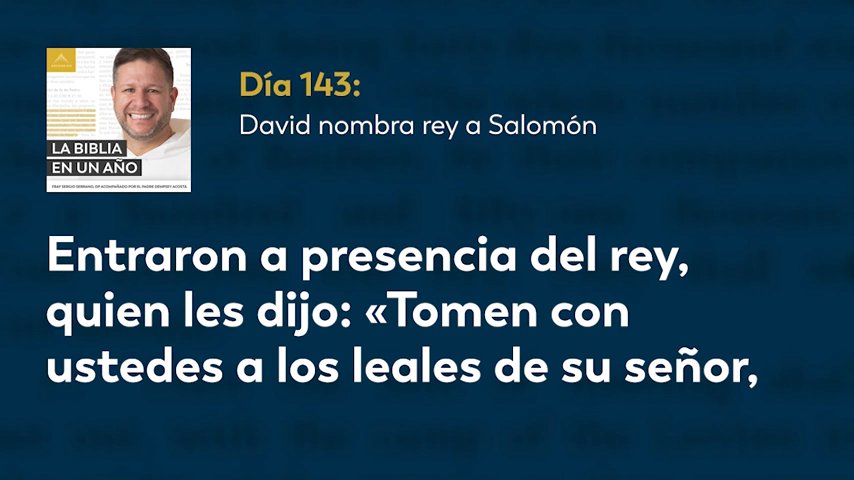 Día 143:
David nombra rey a Salomón
LA BIBLIA
EN UN AÑO
Entraron a presencia del rey,
quien les dijo: «Tomen con
ustedes a los leales de su señor,